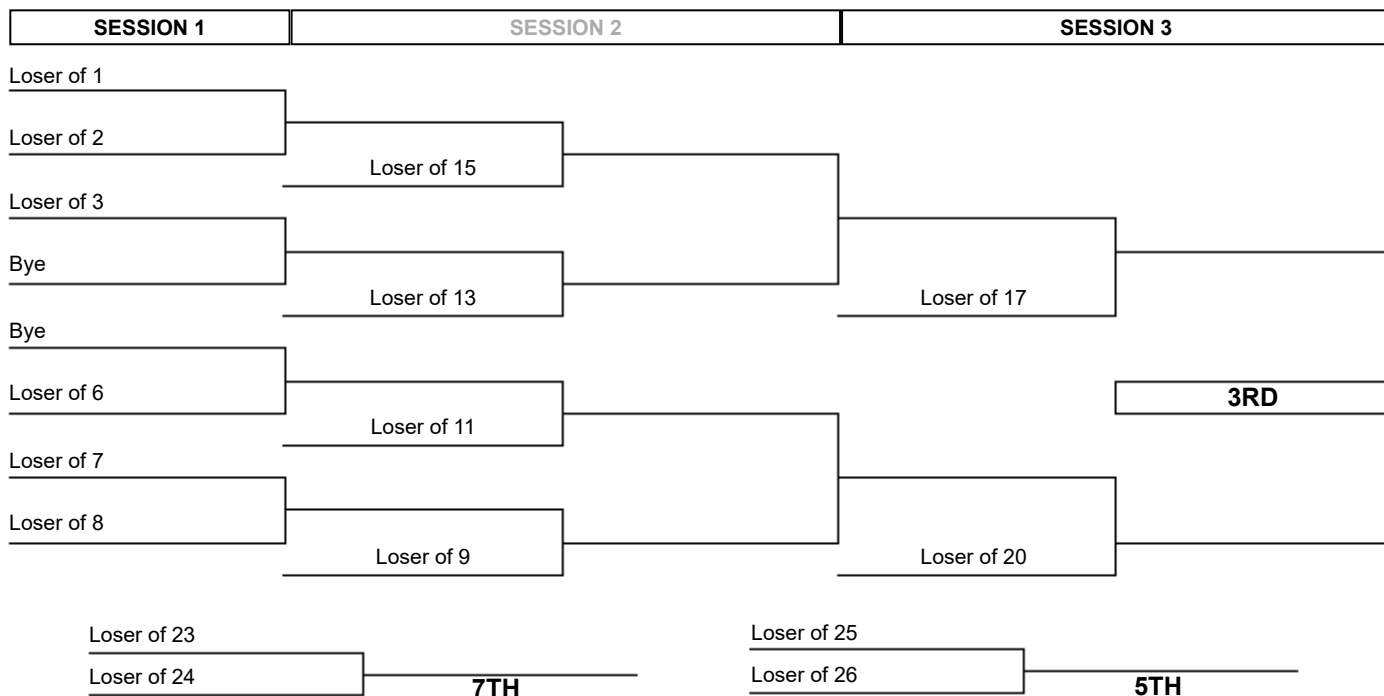 SESSION 1 SESSION 2 SESSION 3
Loser of 1
Loser of 2
Loser of 15
Loser of 3
Bye
Loser of 13
Loser of 17
Bye
Loser of 6
3RD
Loser of 11
Loser of 7
Loser of 8
Loser of 9
Loser of 20
Loser of 23
Loser of 24
7TH
Loser of 25
Loser of 26
5TH